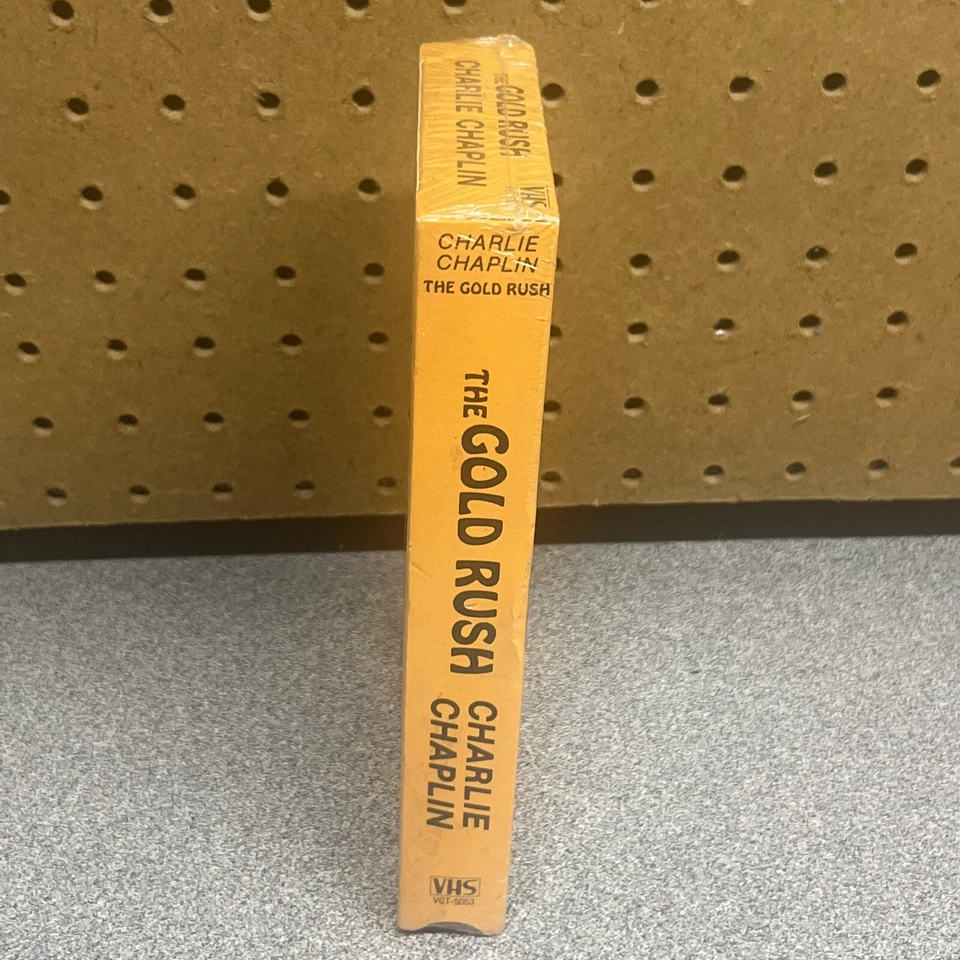 THE GOLD RUSH
CHARLIE CHAPLIN
VHS
CHARLIE
CHAPLIN
THE GOLD RUSH
THE GOLD RUSH
CHARLIE
CHAPLIN
VHS
VGT-5053